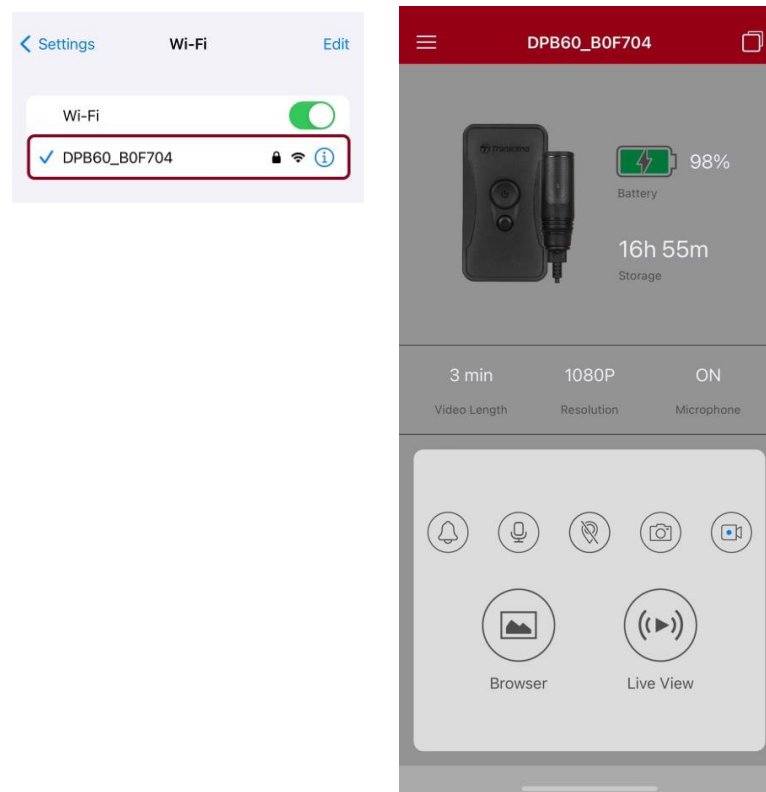 Settings Wi-Fi Edit
Wi-Fi
DPB60_B0F704
DPB60_B0F704
Transcend
98%
Battery
16h 55m
Storage
3 min 1080P ON
Video Length Resolution Microphone
Browser Live View